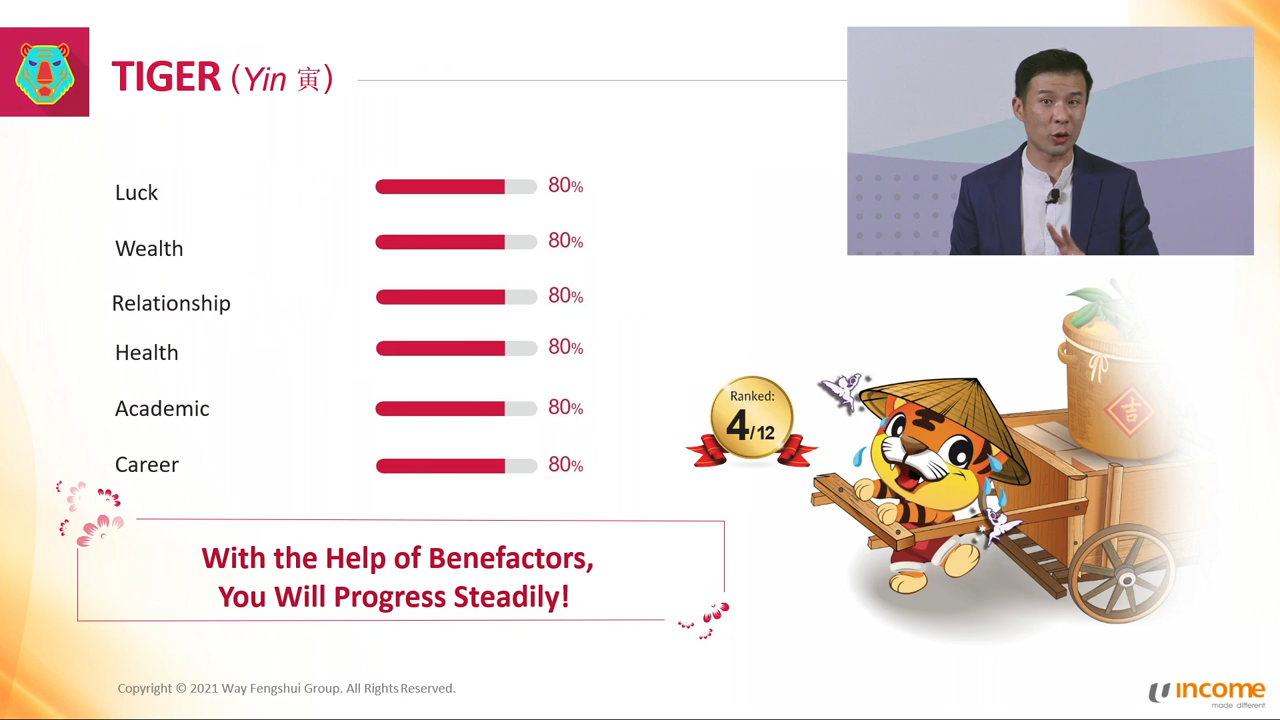 TIGER (Yin 寅)
Luck 80%
Wealth 80%
Relationship 80%
Health 80%
Academic 80%
Career 80%
Ranked:
4/12
吉
With the Help of Benefactors,
You Will Progress Steadily!
Copyright © 2021 Way Fengshui Group. All Rights Reserved.
income
made different